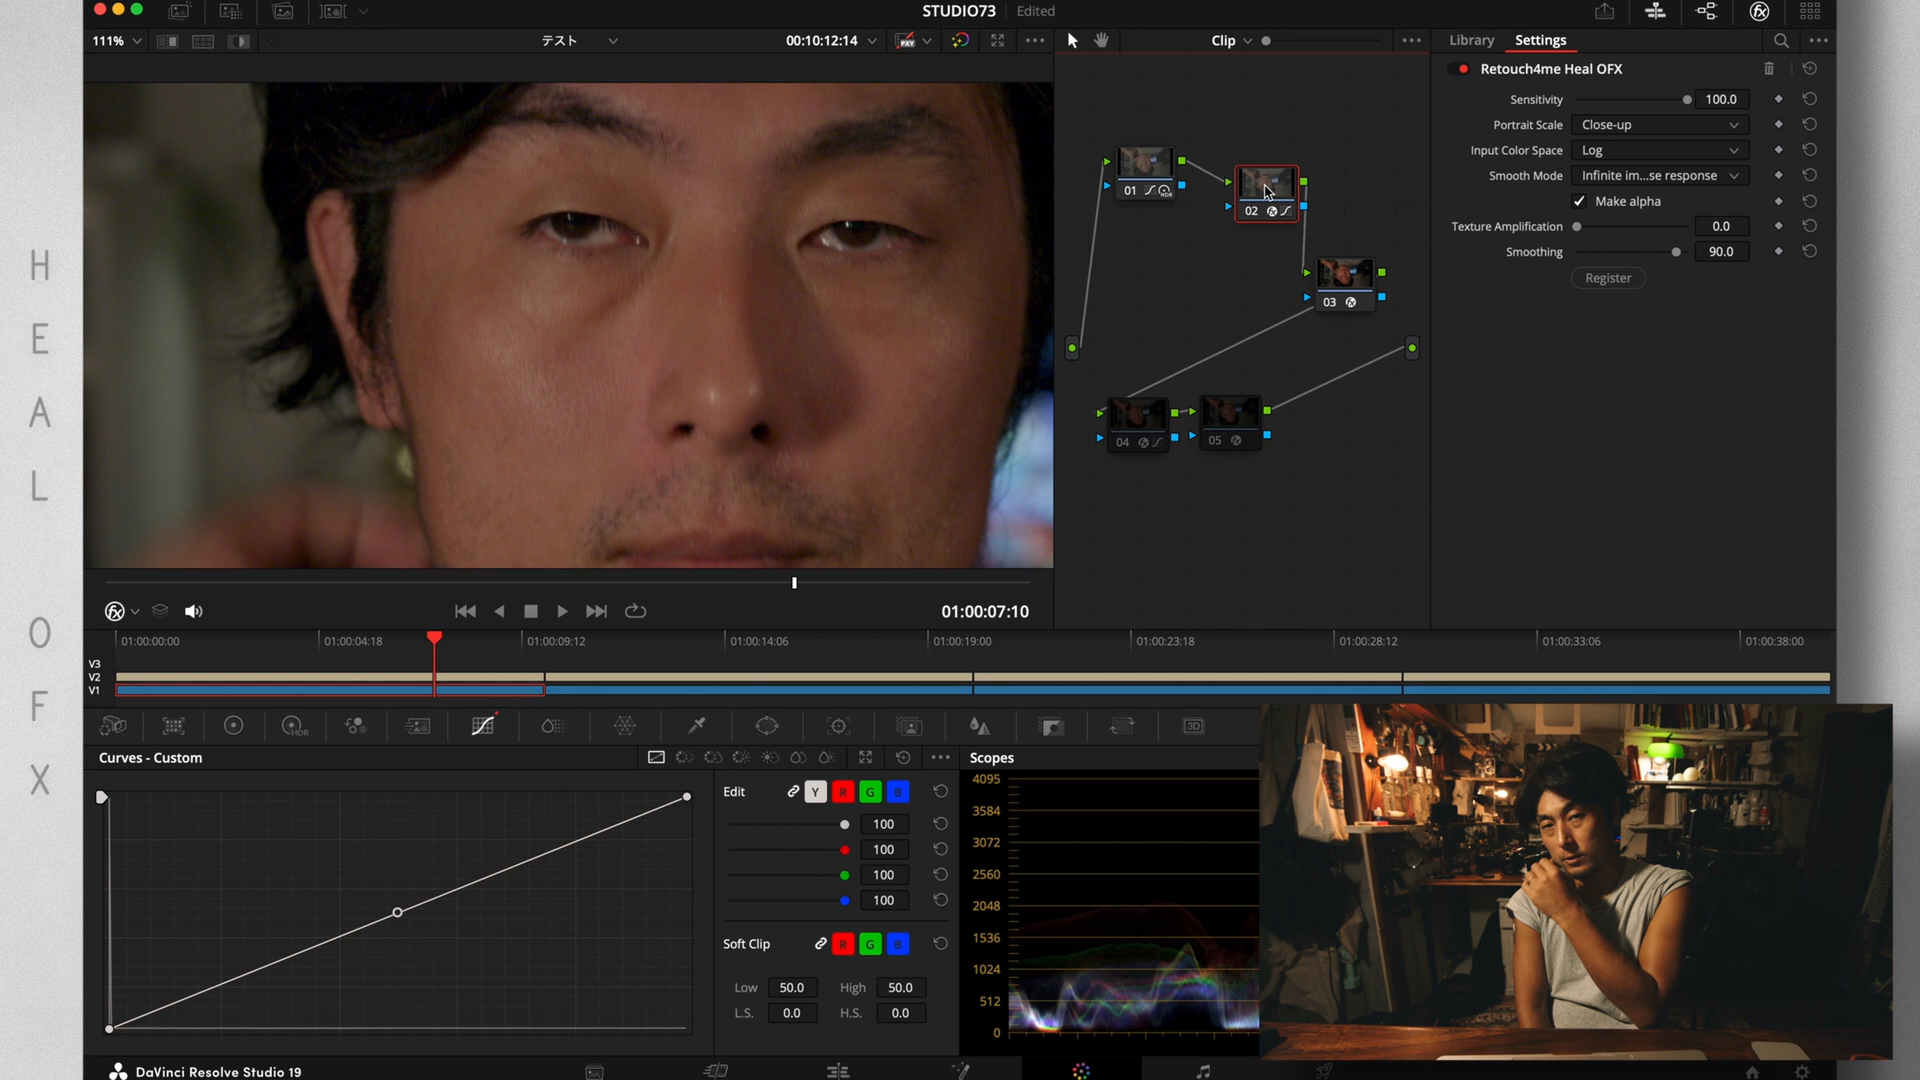 STUDIO73 Edited
111%
テスト
00:10:12:14
Clip
Library
Settings
Retouch4me Heal OFX
Sensitivity 100.0
Portrait Scale Close-up
Input Color Space Log
Smooth Mode Infinite im...se response
Make alpha
Texture Amplification 0.0
Smoothing 90.0
Register
01
HDR
02
03
04
05
HEAL OFX
01:00:07:10
01:00:00:00
01:00:04:18
01:00:09:12
01:00:14:06
01:00:19:00
01:00:23:18
01:00:28:12
01:00:33:06
01:00:38:00
V3
V2
V1
HDR
3D
Curves - Custom
Edit Y R G B
100
100
100
100
Soft Clip R G B
Low 50.0 High 50.0
L.S. 0.0 H.S. 0.0
Scopes
4095
3584
3072
2560
2048
1536
1024
512
0
DaVinci Resolve Studio 19